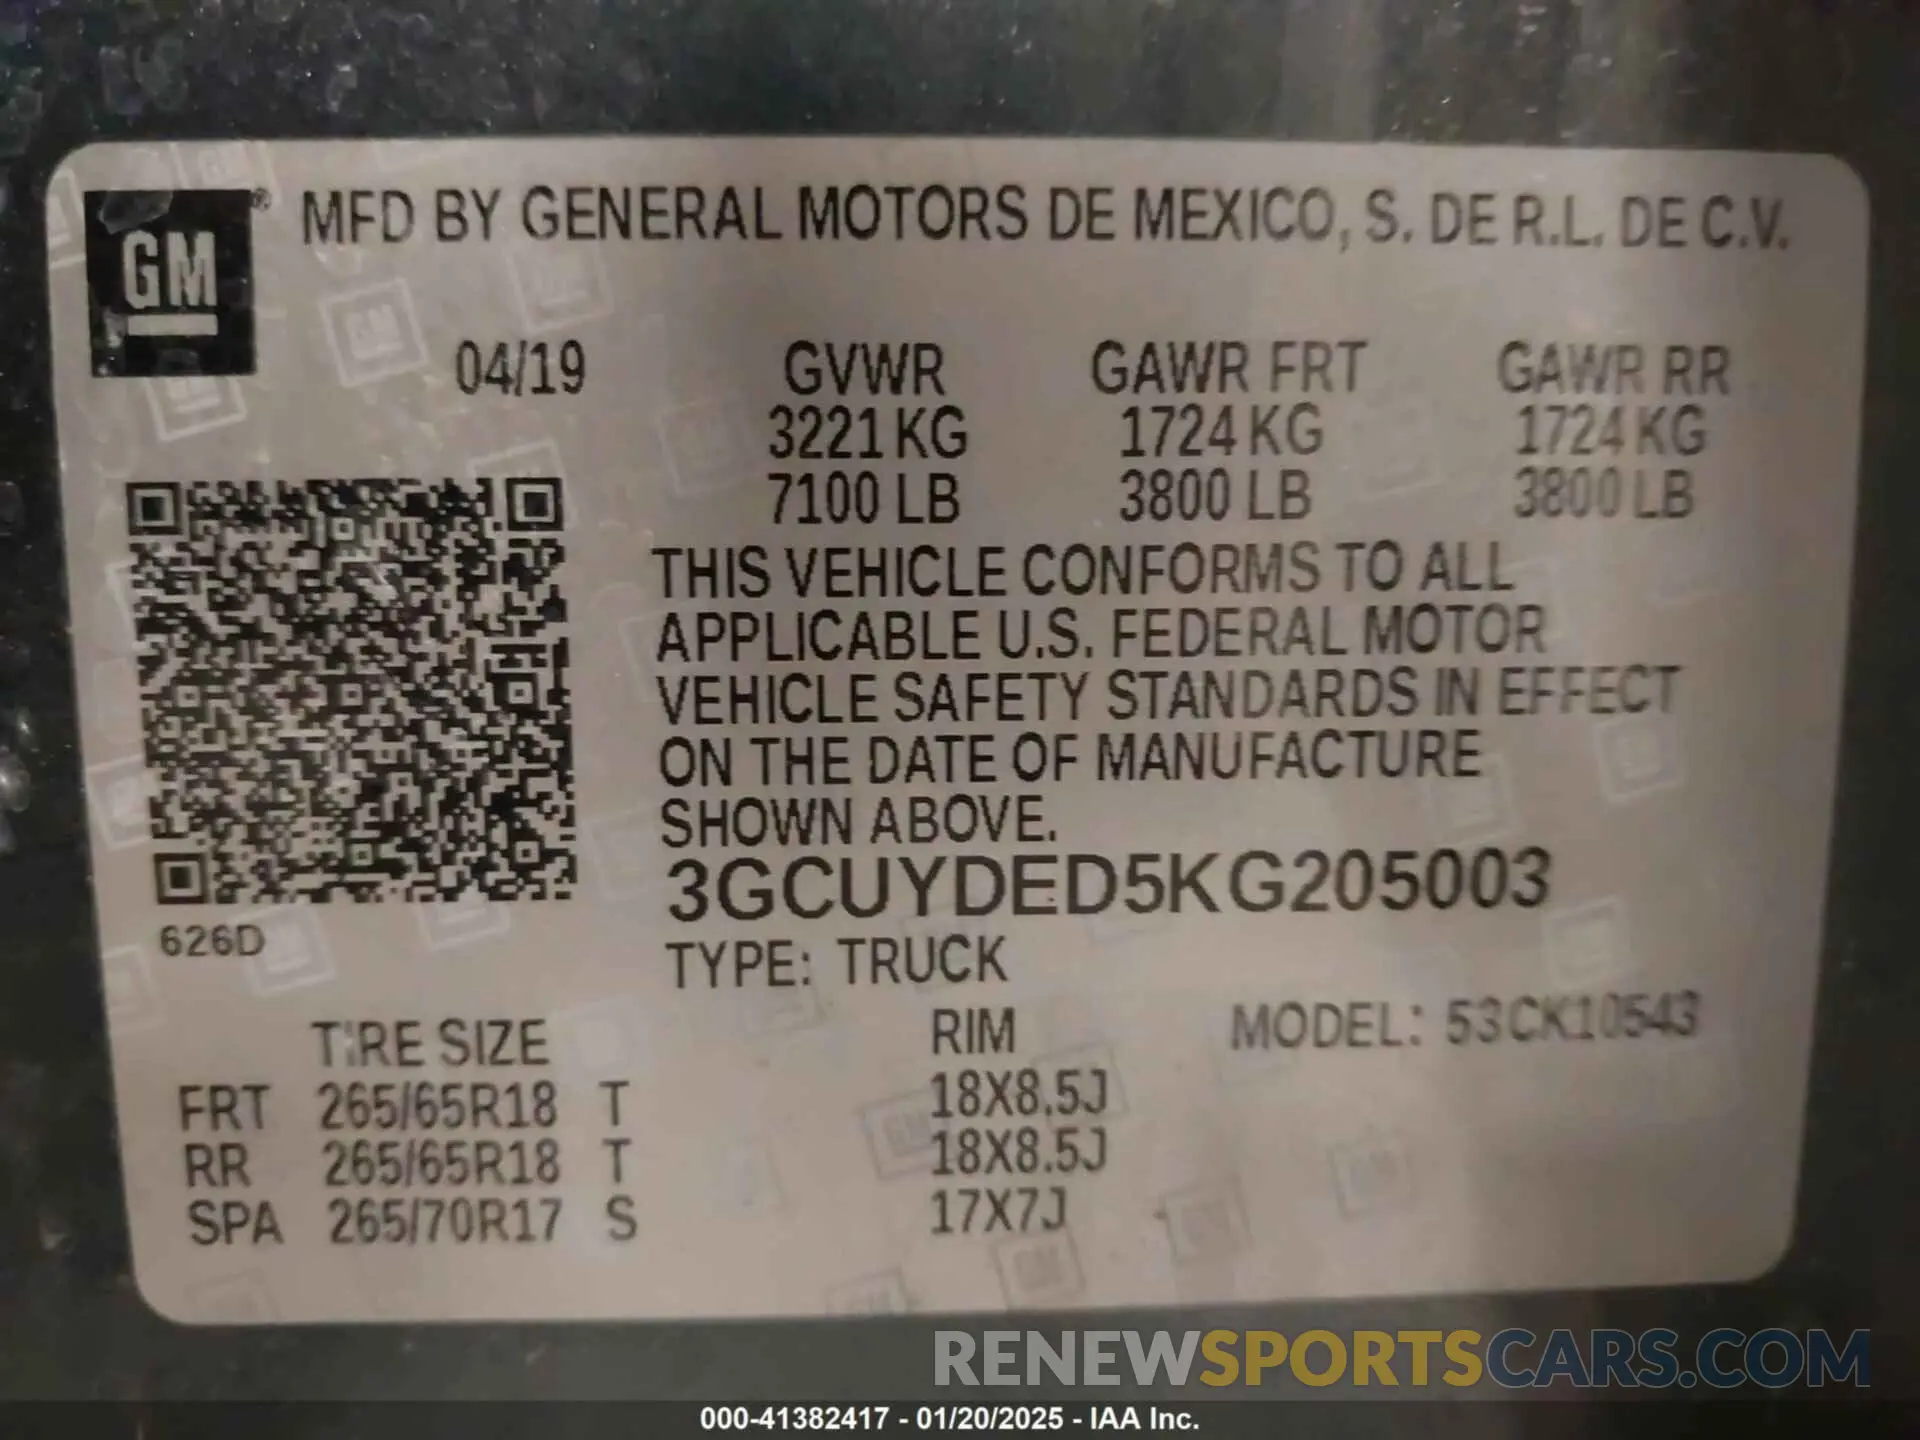 GM ® MFD BY GENERAL MOTORS DE MEXICO, S. DE R.L. DE C.V.
04/19 GVWR GAWR FRT GAWR RR
3221 KG 1724 KG 1724 KG
7100 LB 3800 LB 3800 LB
THIS VEHICLE CONFORMS TO ALL
APPLICABLE U.S. FEDERAL MOTOR
VEHICLE SAFETY STANDARDS IN EFFECT
ON THE DATE OF MANUFACTURE
SHOWN ABOVE.
3GCUYDED5KG205003
626D
TYPE: TRUCK
TIRE SIZE RIM MODEL: 53CK10543
FRT 265/65R18 T 18X8.5J
RR 265/65R18 T 18X8.5J
SPA 265/70R17 S 17X7J
RENEWSPORTSCARS.COM
000-41382417 - 01/20/2025 - IAA Inc.